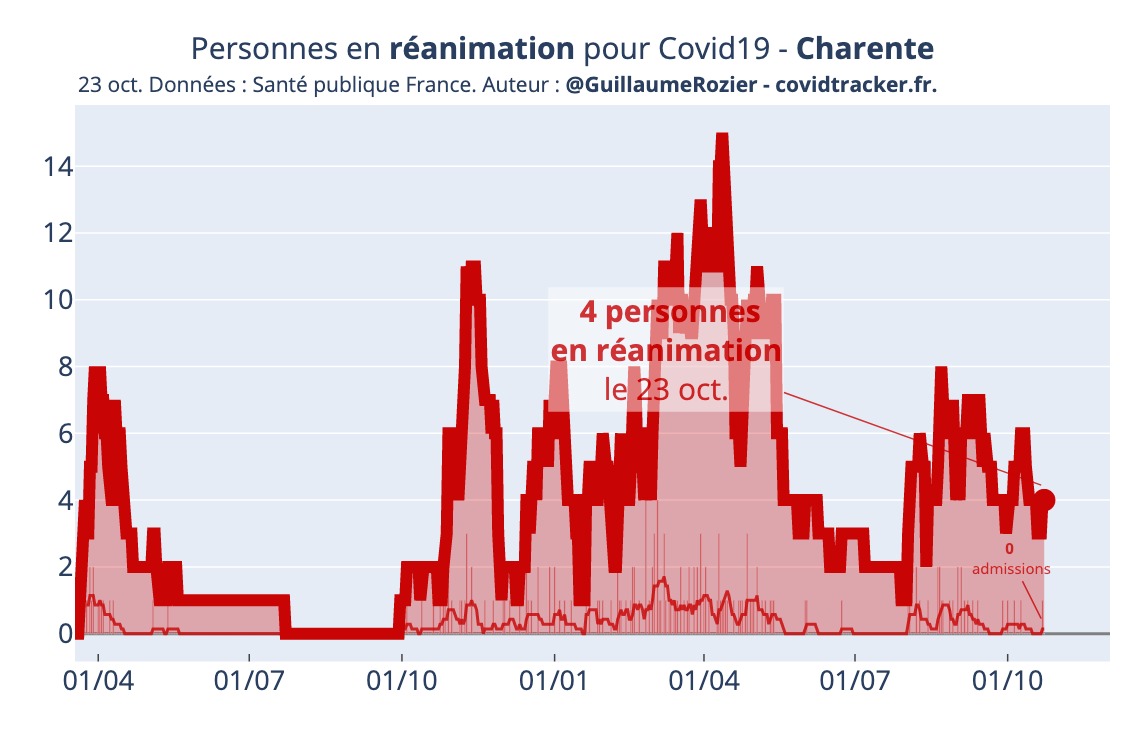 Personnes en réanimation pour Covid19 - Charente
23 oct. Données : Santé publique France. Auteur : @GuillaumeRozier - covidtracker.fr.
14
12
10
8
6
4
2
0
4 personnes
en réanimation
le 23 oct.
0
admissions
01/04 01/07 01/10 01/01 01/04 01/07 01/10